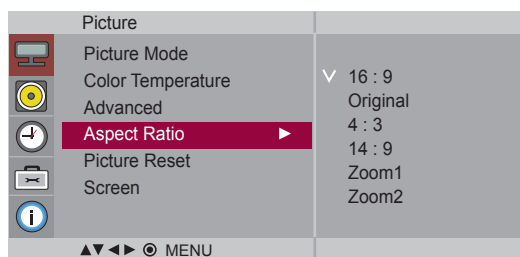 Picture
Picture Mode
Color Temperature
Advanced
Aspect Ratio
Picture Reset
Screen
16 : 9
Original
4 : 3
14 : 9
Zoom1
Zoom2
MENU